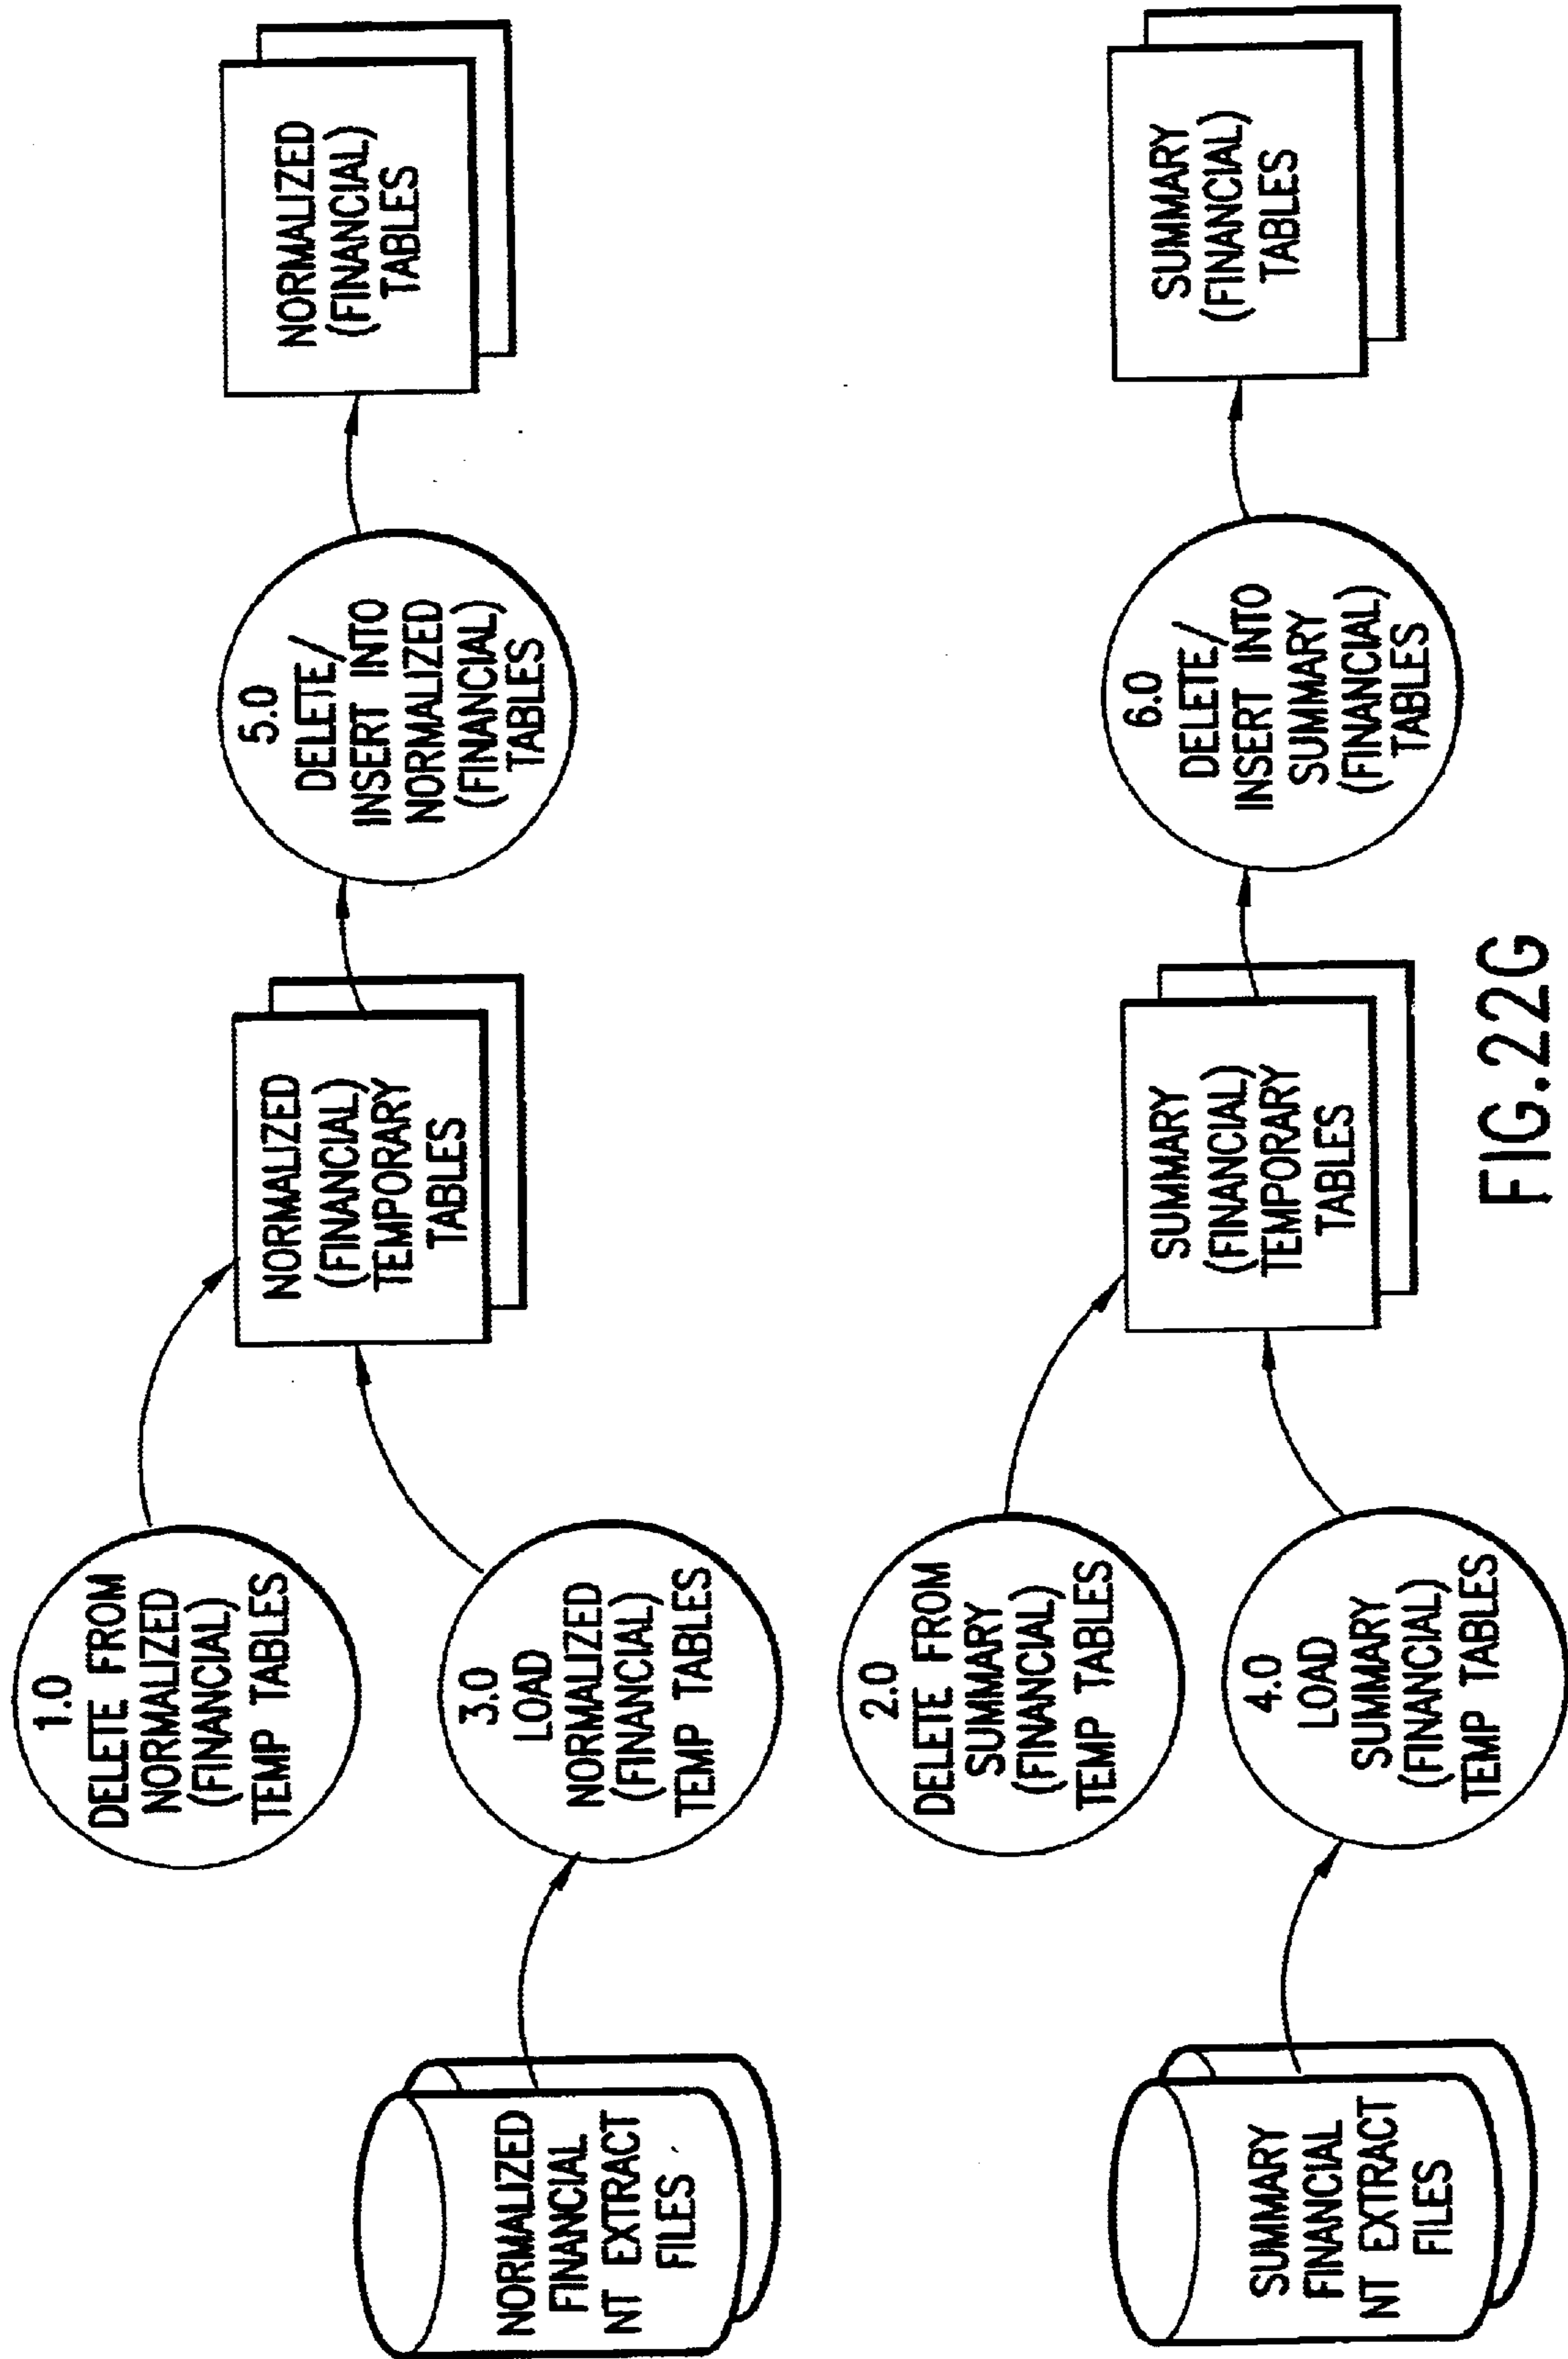 1.0
DELETE FROM
NORMALIZED
(FINANCIAL)
TEMP TABLES
NORMALIZED
FINANCIAL
NT EXTRACT
FILES
3.0
LOAD
NORMALIZED
(FINANCIAL)
TEMP TABLES
NORMALIZED
(FINANCIAL)
TEMPORARY
TABLES
5.0
DELETE/
INSERT INTO
NORMALIZED
(FINANCIAL)
TABLES
NORMALIZED
(FINANCIAL)
TABLES
2.0
DELETE FROM
SUMMARY
(FINANCIAL)
TEMP TABLES
SUMMARY
FINANCIAL
NT EXTRACT
FILES
4.0
LOAD
SUMMARY
(FINANCIAL)
TEMP TABLES
SUMMARY
(FINANCIAL)
TEMPORARY
TABLES
6.0
DELETE/
INSERT INTO
SUMMARY
(FINANCIAL)
TABLES
SUMMARY
(FINANCIAL)
TABLES
FIG.22G